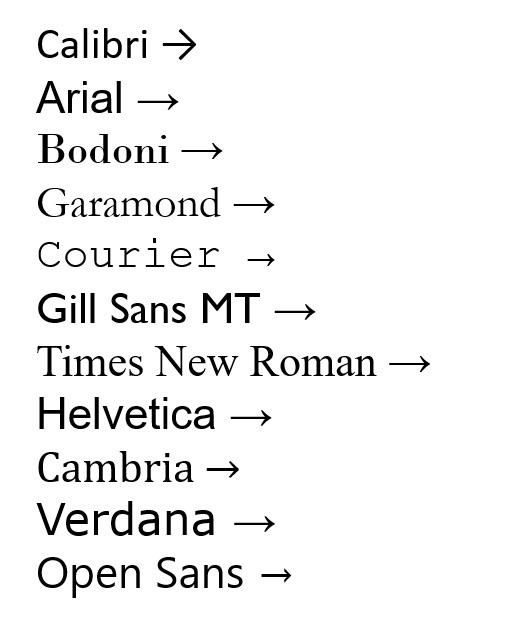 Calibri →
Arial →
Bodoni →
Garamond →
Courier →
Gill Sans MT →
Times New Roman →
Helvetica →
Cambria →
Verdana →
Open Sans →